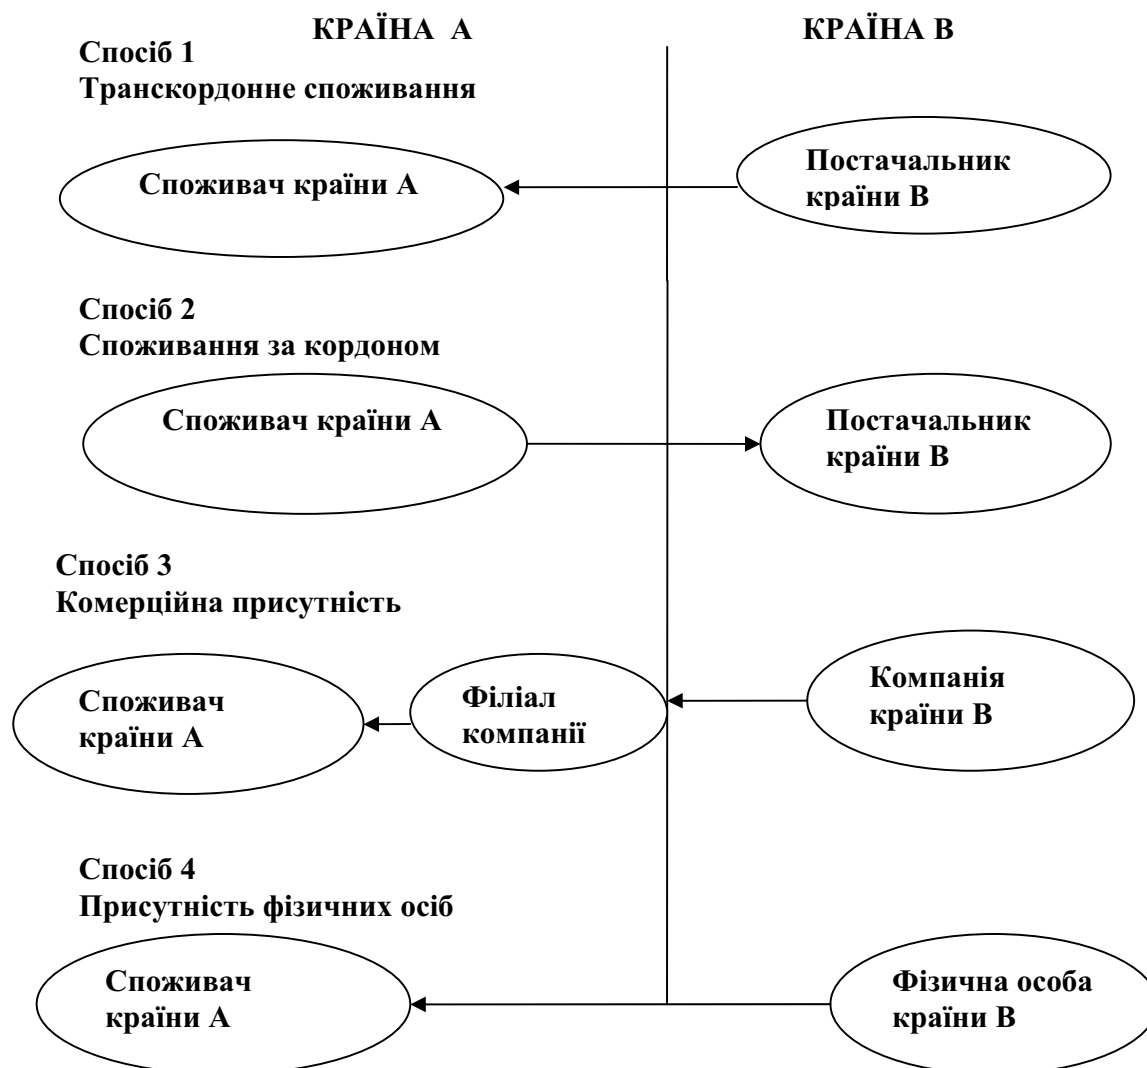 КРАЇНА А
КРАЇНА В
Спосіб 1
Транскордонне споживання
Споживач країни А
Постачальник
країни В
Спосіб 2
Споживання за кордоном
Споживач країни А
Постачальник
країни В
Спосіб 3
Комерційна присутність
Споживач
країни А
Філіал
компанії
Компанія
країни В
Спосіб 4
Присутність фізичних осіб
Споживач
країни А
Фізична особа
країни В